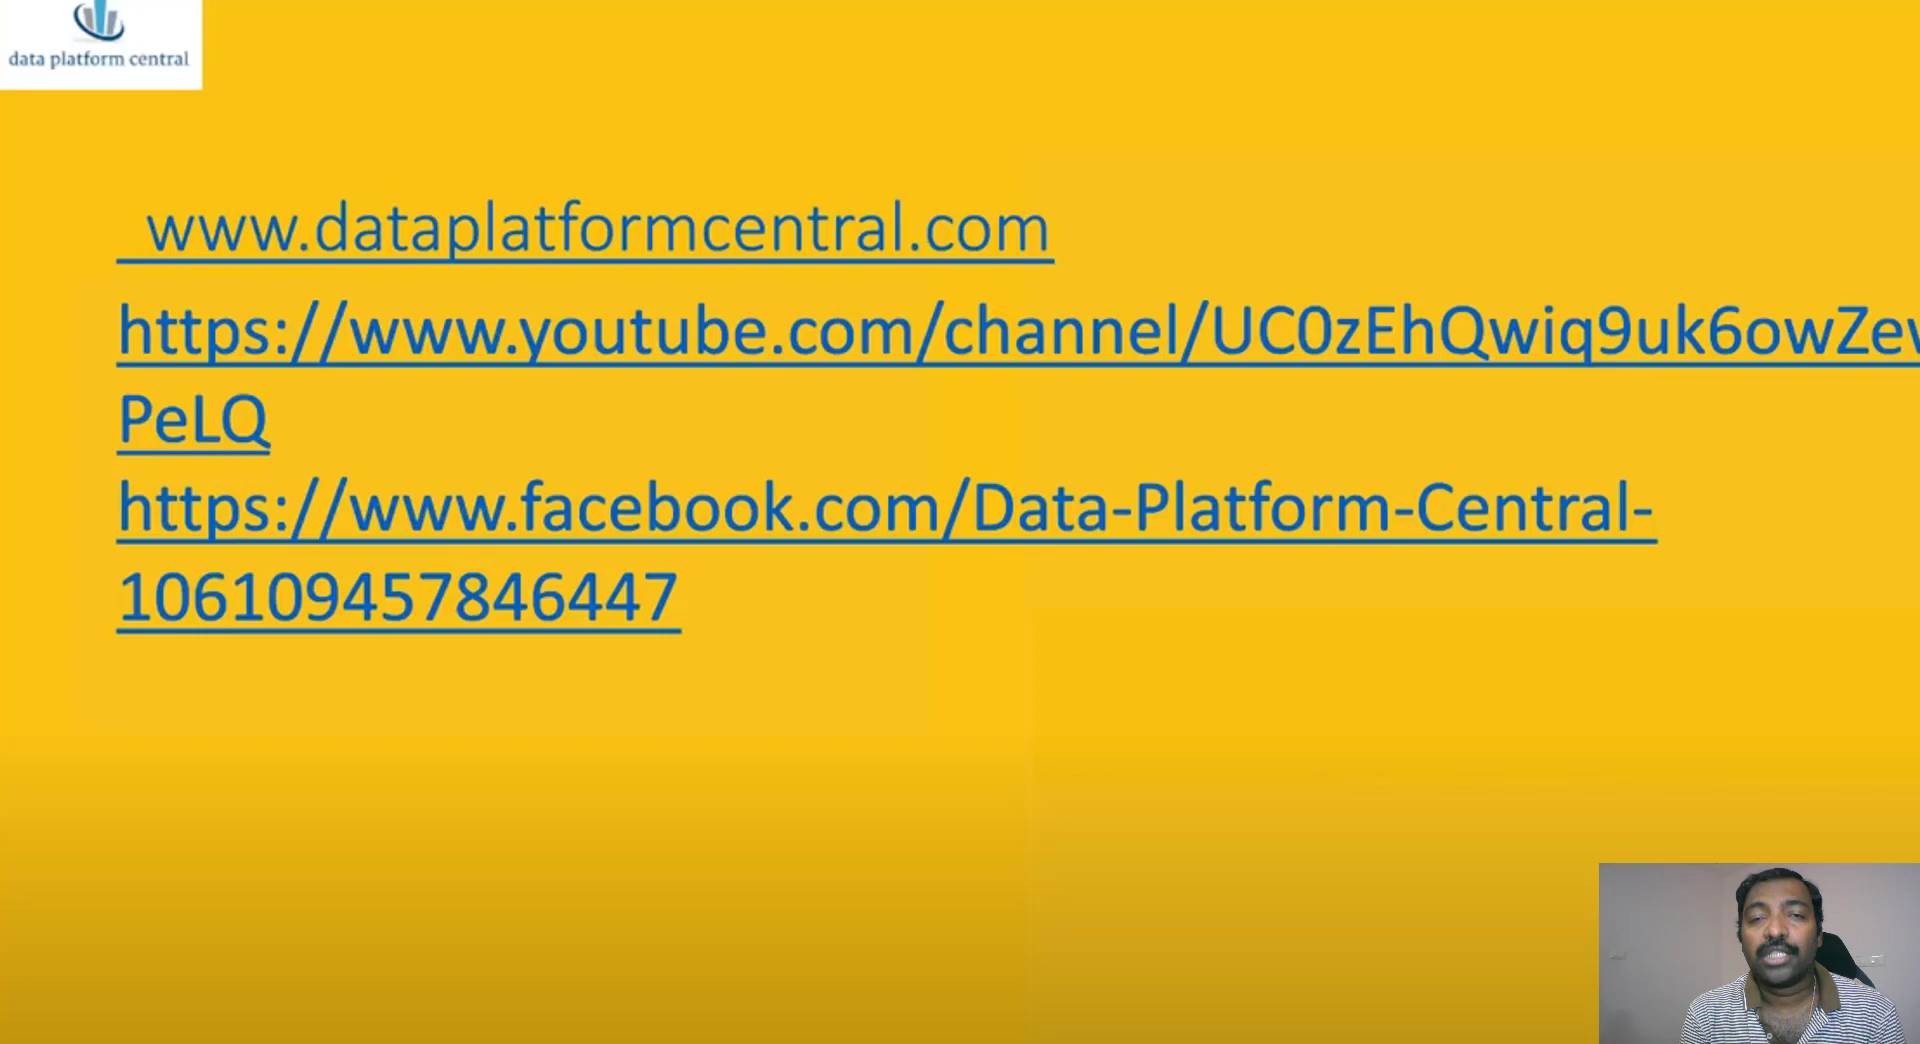 data platform central
www.dataplatformcentral.com
https://www.youtube.com/channel/UC0zEhQwiq9uk6owZew
PeLQ
https://www.facebook.com/Data-Platform-Central-
106109457846447